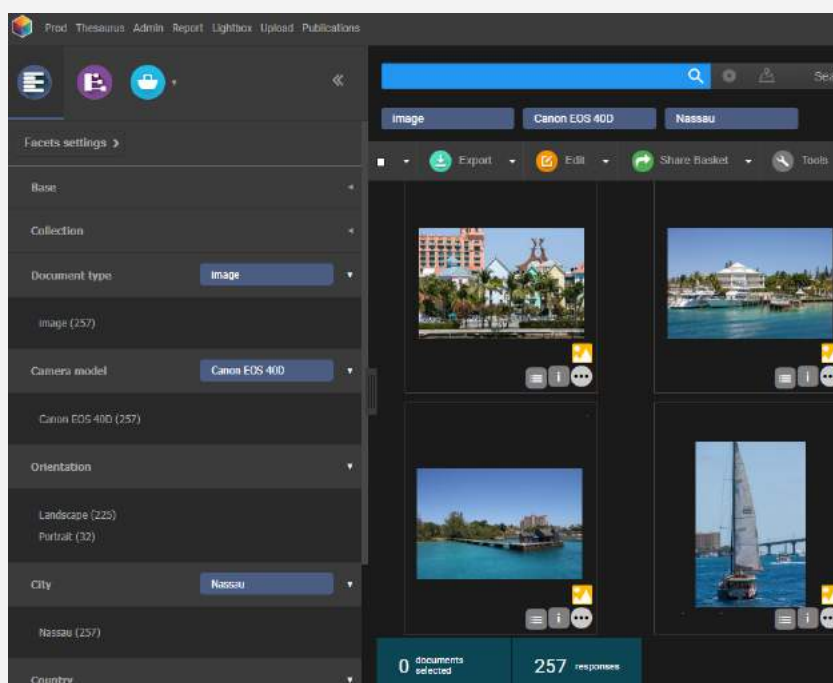 Prod Thesaurus Admin Report Lightbox Upload Publications
Sea
image Canon EOS 40D Nassau
Facets settings
Export Edit Share Basket Tools
Base
Collection
Document type image
image (257)
Camera model Canon EOS 40D
Canon EOS 40D (257)
Orientation
Landscape (225)
Portrait (32)
City Nassau
Nassau (257)
Country
0 documents selected 257 responses